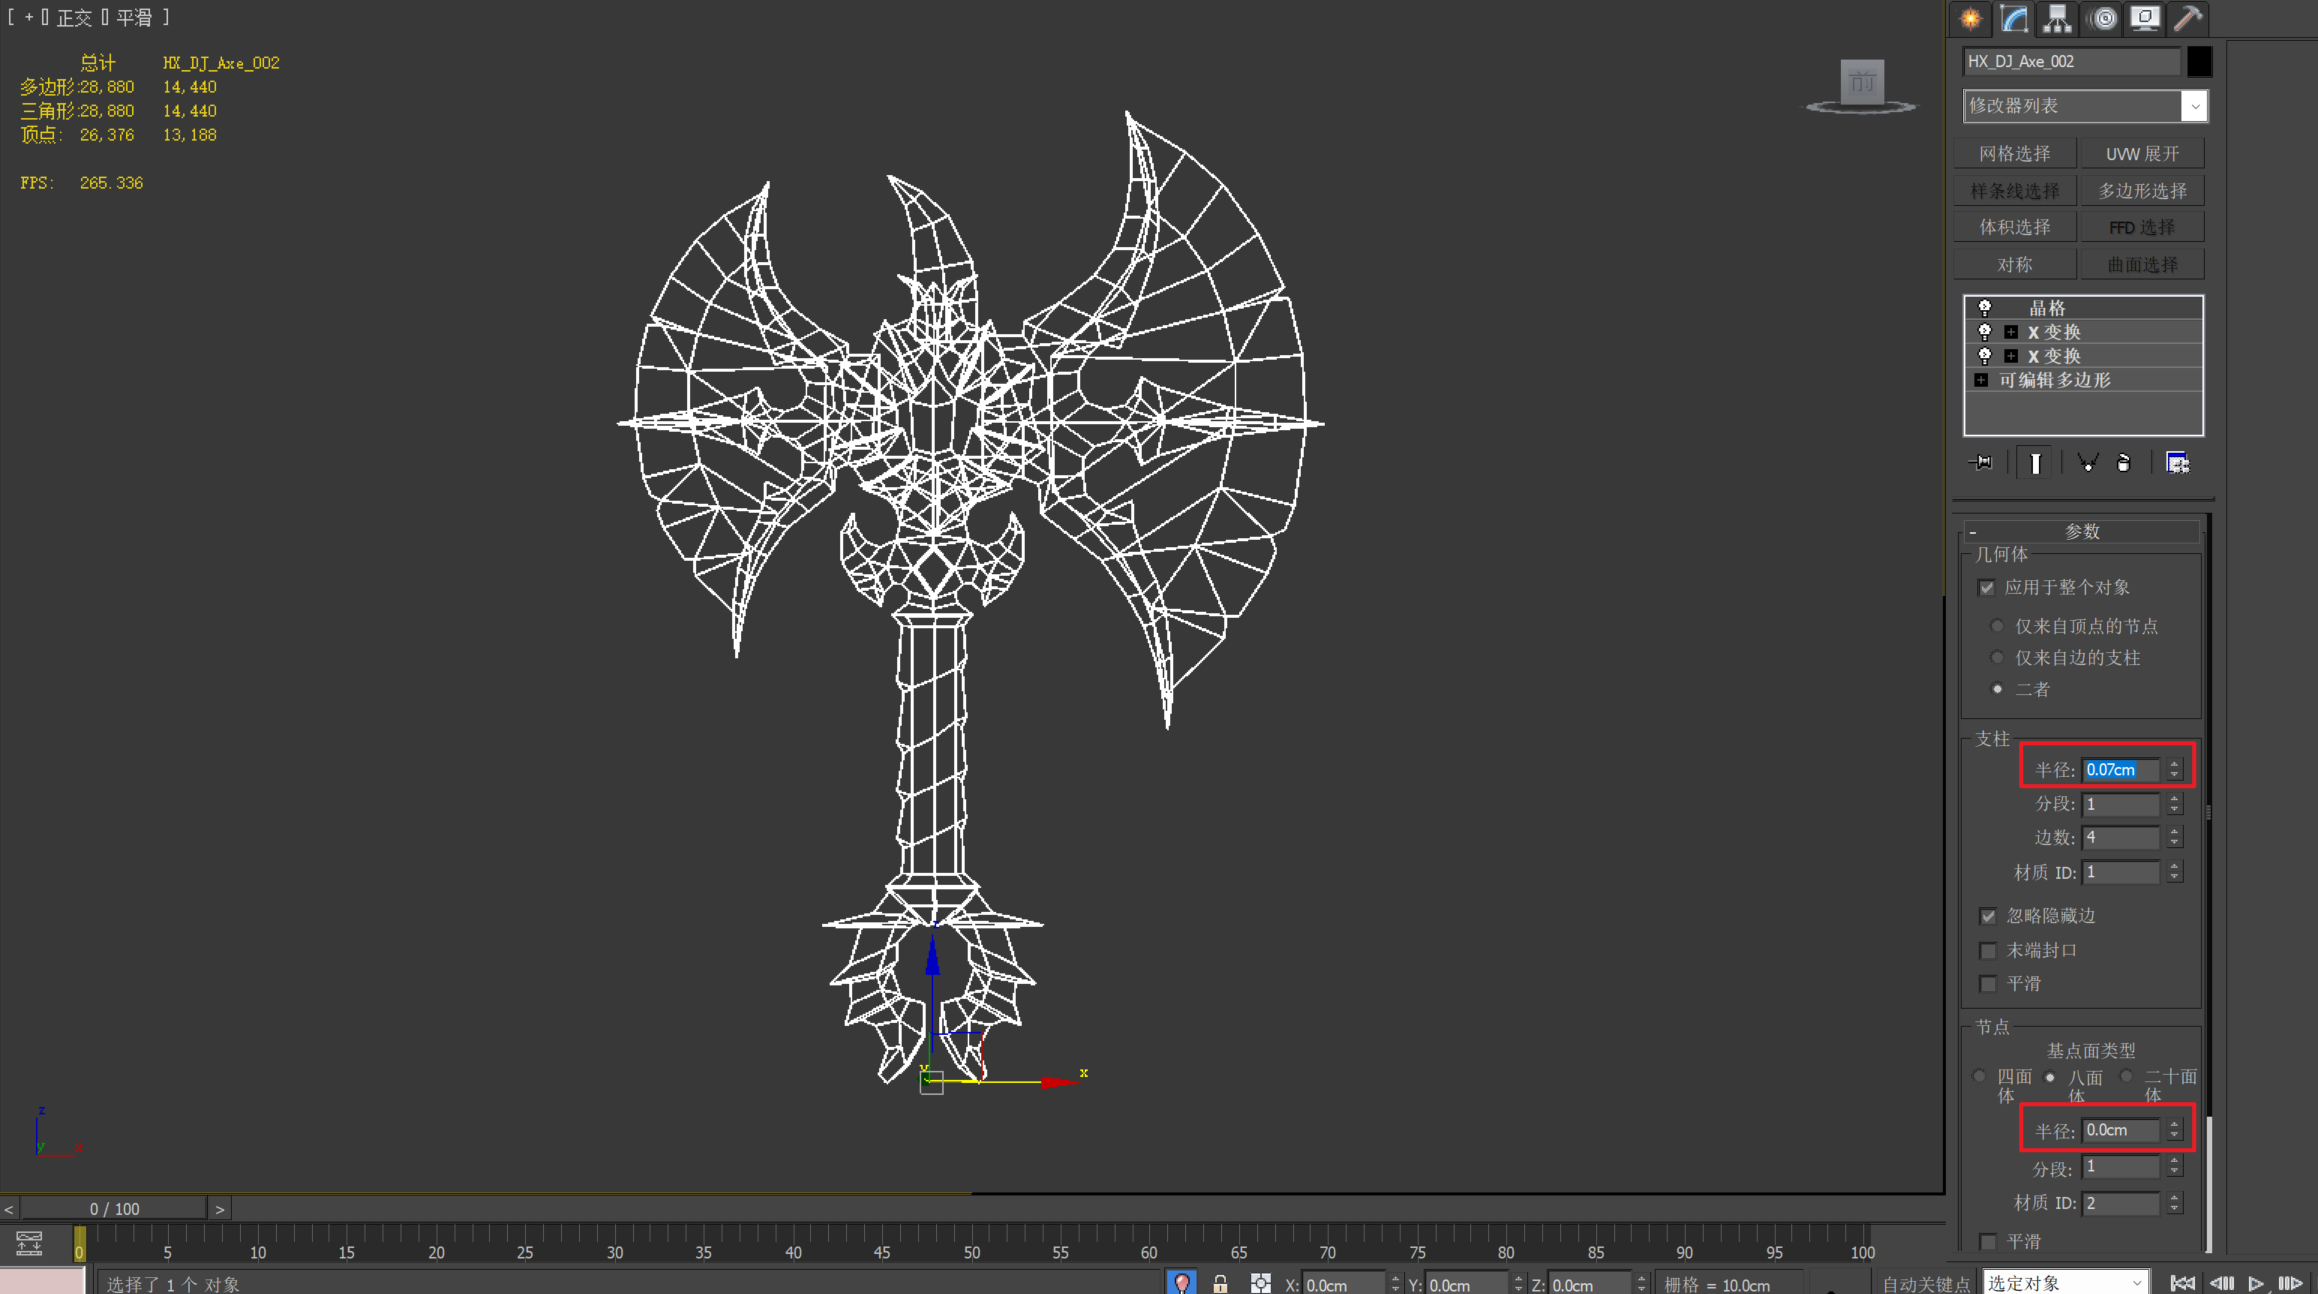 [ + [] 正交 [] 平滑 ]
总计 HX_DJ_Axe_002
多边形: 28,880 14,440
三角形: 28,880 14,440
顶点: 26,376 13,188
FPS: 265.336
前
HX_DJ_Axe_002
修改器列表
网格选择 UVW 展开
样条线选择 多边形选择
体积选择 FFD 选择
对称 曲面选择
晶格
X 变换
X 变换
可编辑多边形
- 参数
几何体
应用于整个对象
仅来自顶点的节点
仅来自边的支柱
二者
支柱
半径: 0.07cm
分段: 1
边数: 4
材质 ID: 1
忽略隐藏边
末端封口
平滑
节点
基点面类型
四面体 八面体 二十面体
半径: 0.0cm
分段: 1
材质 ID: 2
平滑
y x
z
y x
< 0 / 100 >
0 5 10 15 20 25 30 35 40 45 50 55 60 65 70 75 80 85 90 95 100
选择了 1 个 对象 X: 0.0cm Y: 0.0cm Z: 0.0cm 栅格 = 10.0cm 自动关键点 选定对象